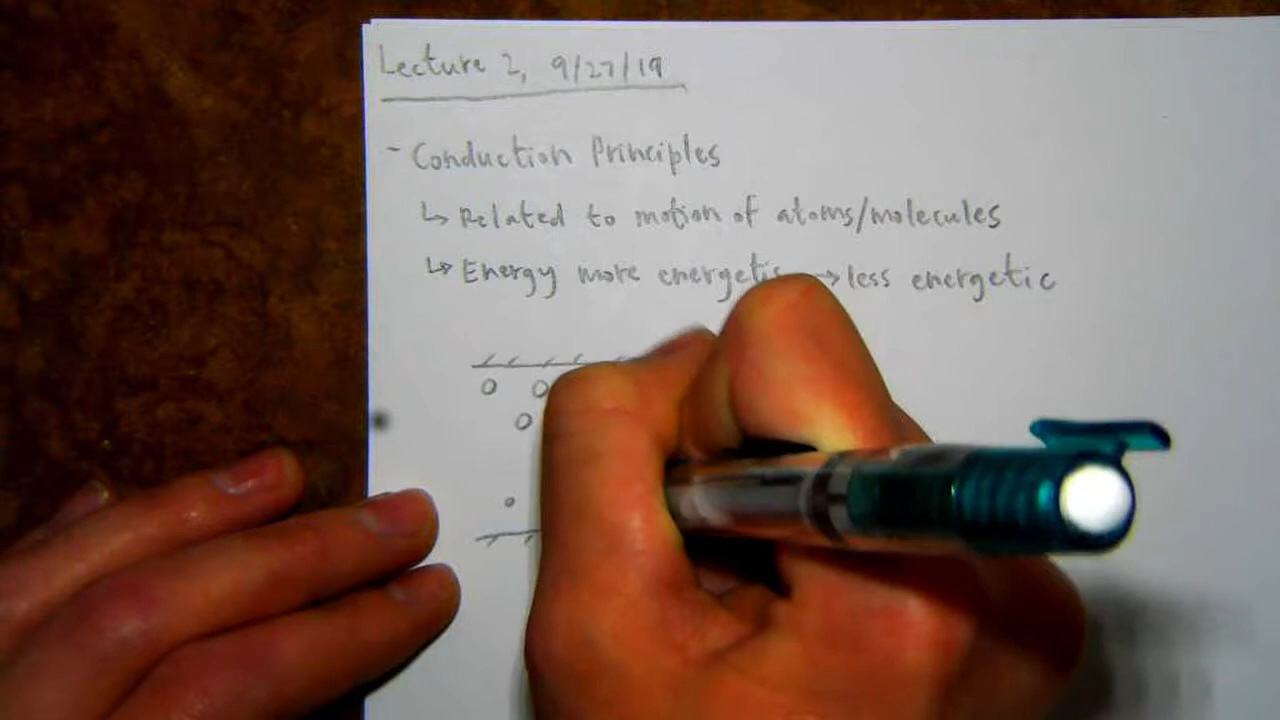 Lecture 2, 9/27/19
- Conduction Principles
↳ Related to motion of atoms/molecules
↳ Energy more energetic → less energetic